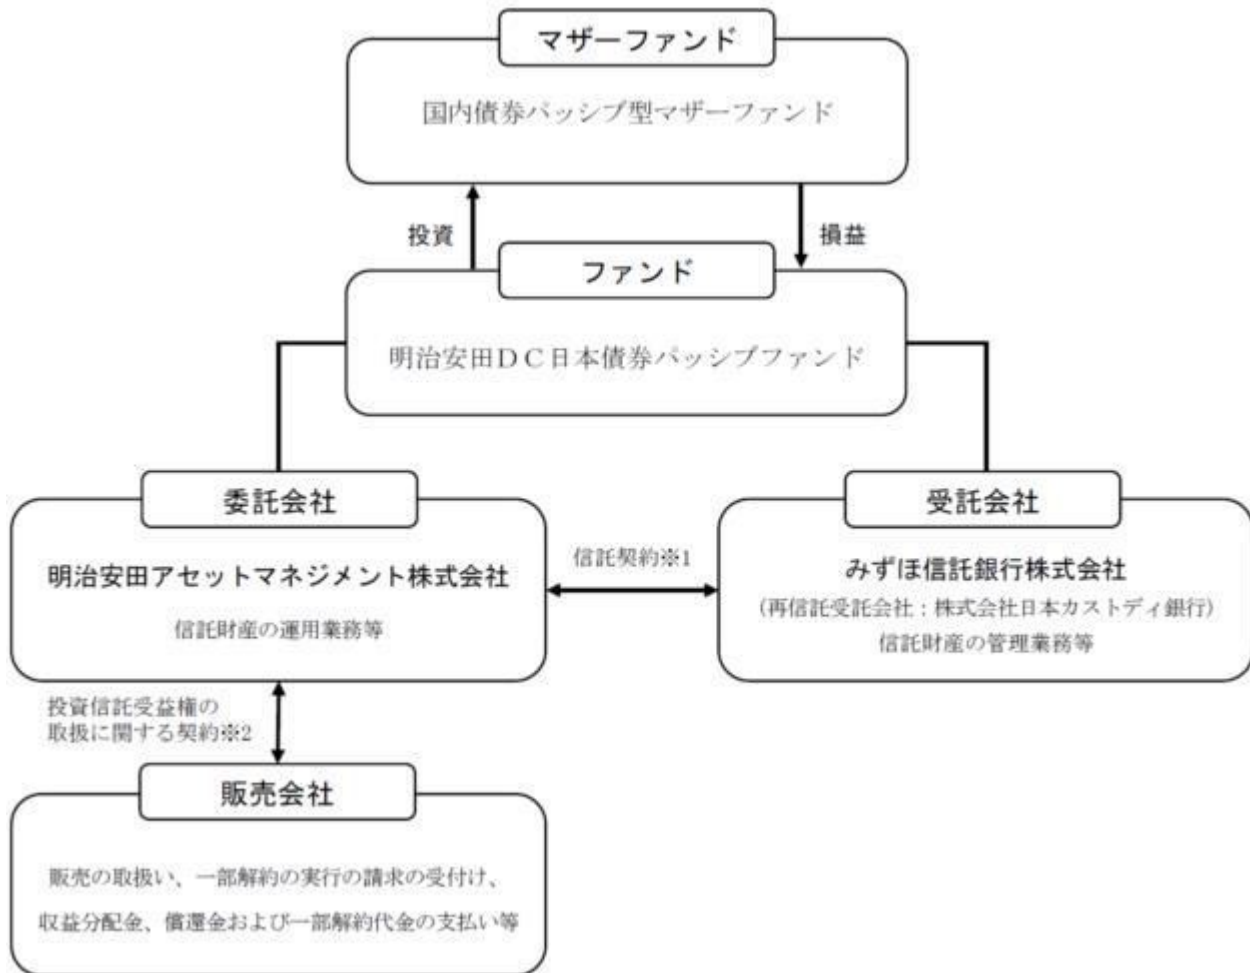 マザーファンド
国内債券パッシブ型マザーファンド
投資
損益
ファンド
明治安田DC日本債券パッシブファンド
委託会社
明治安田アセットマネジメント株式会社
信託財産の運用業務等
信託契約※1
受託会社
みずほ信託銀行株式会社
(再信託受託会社:株式会社日本カストディ銀行)
信託財産の管理業務等
投資信託受益権の
取扱に関する契約※2
販売会社
販売の取扱い、一部解約の実行の請求の受付け、
収益分配金、償還金および一部解約代金の支払い等